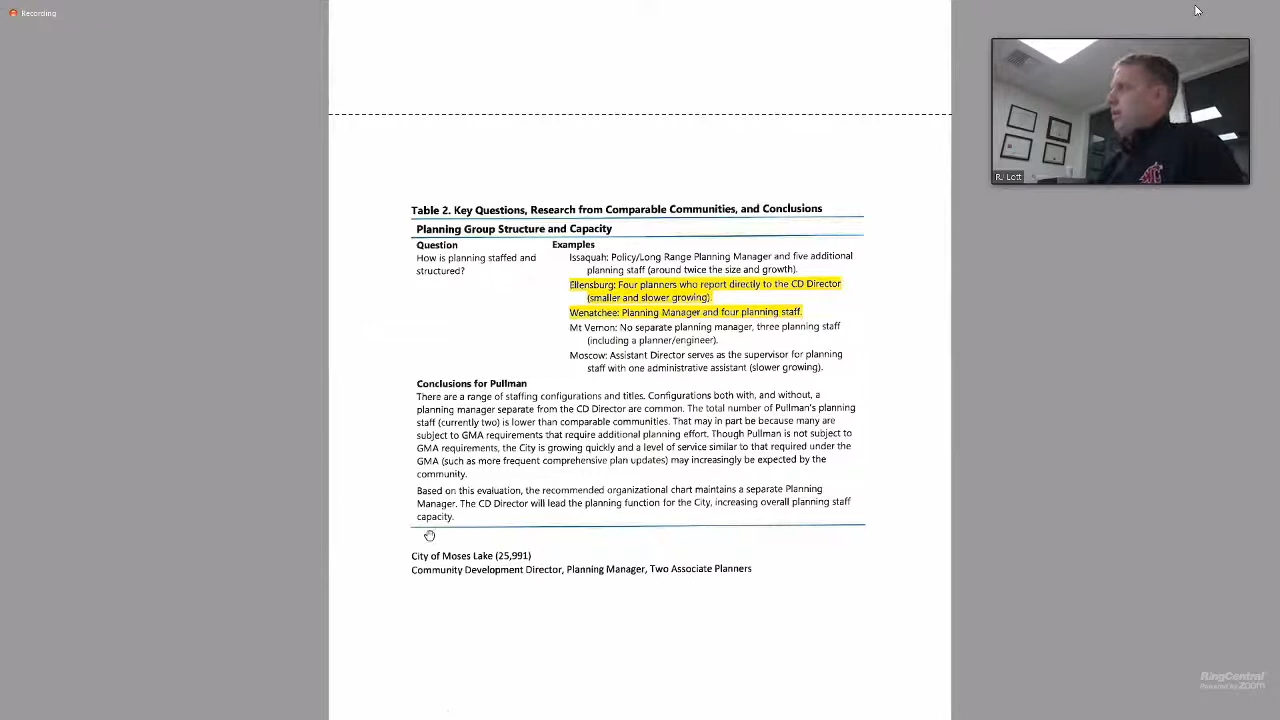 Recording
RJ Lott
Table 2. Key Questions, Research from Comparable Communities, and Conclusions
Planning Group Structure and Capacity
Question
How is planning staffed and
structured?
Examples
Issaquah: Policy/Long Range Planning Manager and five additional
planning staff (around twice the size and growth).
Ellensburg: Four planners who report directly to the CD Director
(smaller and slower growing).
Wenatchee: Planning Manager and four planning staff.
Mt Vernon: No separate planning manager, three planning staff
(including a planner/engineer).
Moscow: Assistant Director serves as the supervisor for planning
staff with one administrative assistant (slower growing).
Conclusions for Pullman
There are a range of staffing configurations and titles. Configurations both with, and without, a
planning manager separate from the CD Director are common. The total number of Pullman's planning
staff (currently two) is lower than comparable communities. That may in part be because many are
subject to GMA requirements that require additional planning effort. Though Pullman is not subject to
GMA requirements, the City is growing quickly and a level of service similar to that required under the
GMA (such as more frequent comprehensive plan updates) may increasingly be expected by the
community.
Based on this evaluation, the recommended organizational chart maintains a separate Planning
Manager. The CD Director will lead the planning function for the City, increasing overall planning staff
capacity.
City of Moses Lake (25,991)
Community Development Director, Planning Manager, Two Associate Planners
RingCentral
Powered by Zoom